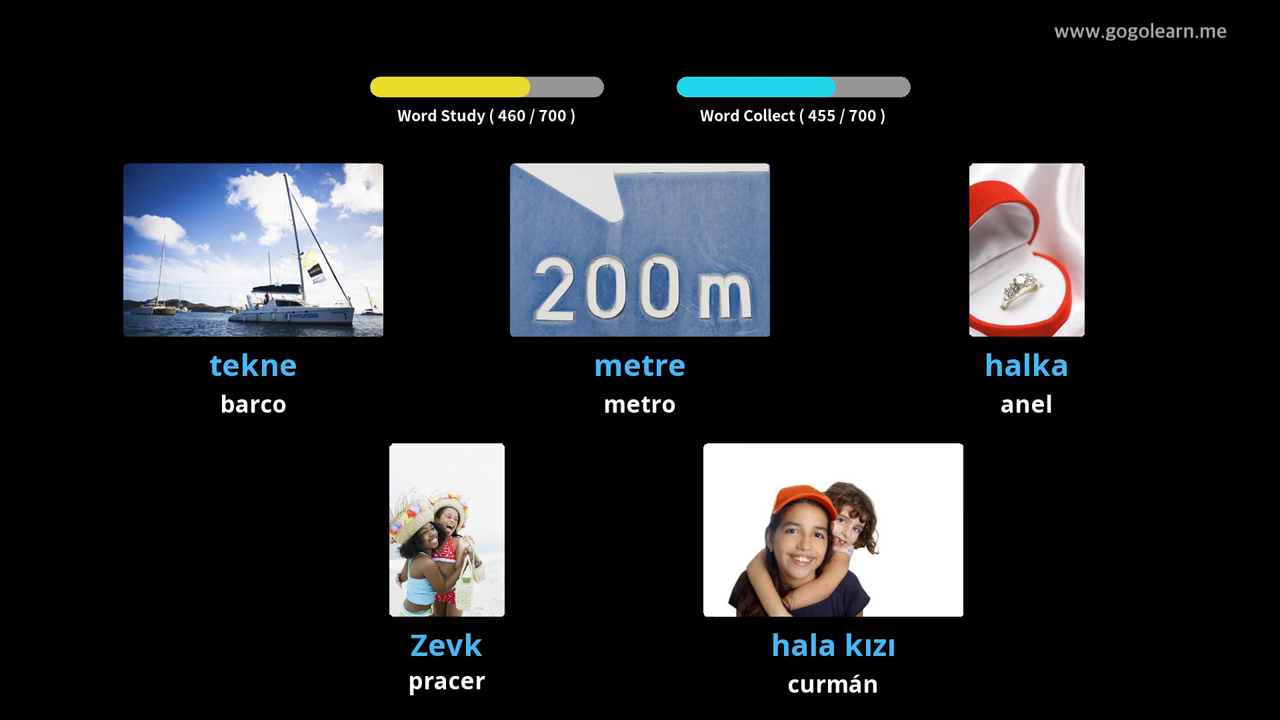 www.gogolearn.me
Word Study ( 460 / 700 )
Word Collect ( 455 / 700 )
200 m
tekne
barco
metre
metro
halka
anel
Zevk
pracer
hala kızı
curmán